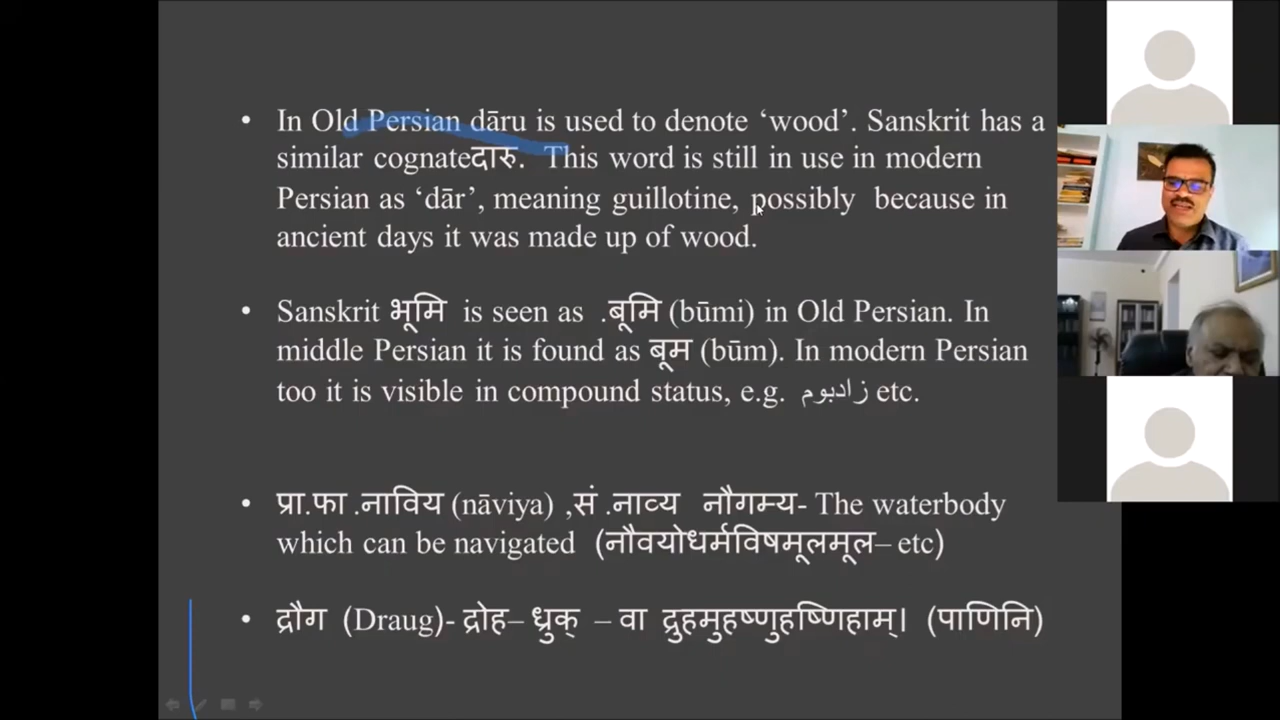 • In Old Persian dāru is used to denote ‘wood’. Sanskrit has a
similar cognateदारु. This word is still in use in modern
Persian as ‘dār’, meaning guillotine, possibly because in
ancient days it was made up of wood.
• Sanskrit भूमि is seen as .बूमि (būmi) in Old Persian. In
middle Persian it is found as बूम (būm). In modern Persian
too it is visible in compound status, e.g. زادبوم etc.
• प्रा.फा .नाविय (nāviya) ,सं .नाव्य नौगम्य- The waterbody
which can be navigated (नौवयोधर्मविषमूलमूल– etc)
• द्रौग (Draug)- द्रोह– ध्रुक् – वा द्रुहमुहष्णुहष्णिहाम्। (पाणिनि)